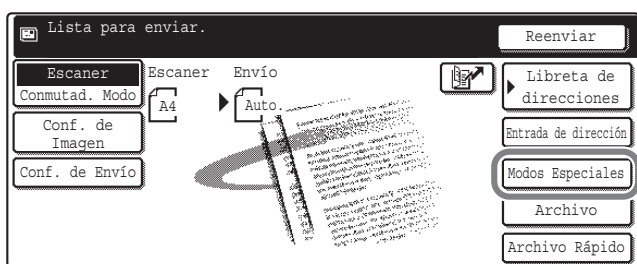 Lista para enviar.
Reenviar
Escaner
Conmutad. Modo
Escaner
Envío
A4
Auto.
Conf. de
Imagen
Conf. de Envío
Libreta de
direcciones
Entrada de dirección
Modos Especiales
Archivo
Archivo Rápido